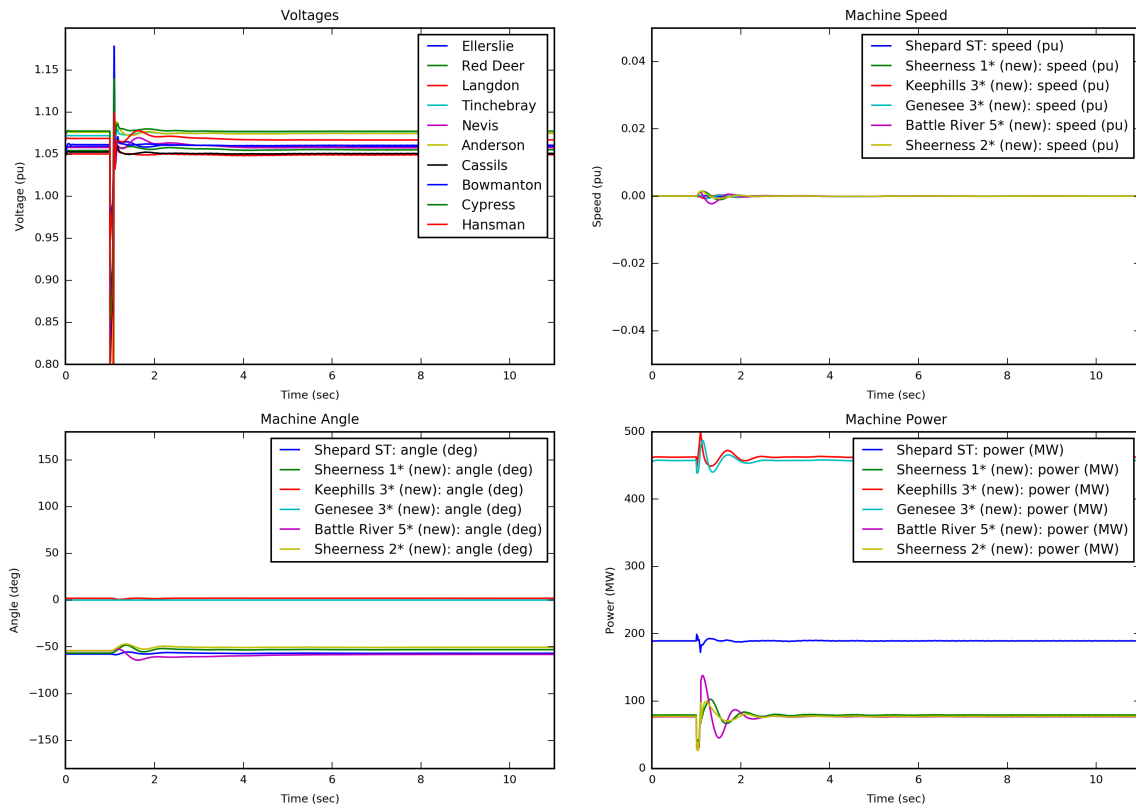 Voltages
1.15
1.10
1.05
1.00
0.95
0.90
0.85
0.80
Voltage (pu)
0
2
4
6
8
10
Time (sec)
Ellerslie
Red Deer
Langdon
Tinchebray
Nevis
Anderson
Cassils
Bowmanton
Cypress
Hansman
Machine Speed
0.04
0.02
0.00
−0.02
−0.04
Speed (pu)
0
2
4
6
8
10
Time (sec)
Shepard ST: speed (pu)
Sheerness 1* (new): speed (pu)
Keephills 3* (new): speed (pu)
Genesee 3* (new): speed (pu)
Battle River 5* (new): speed (pu)
Sheerness 2* (new): speed (pu)
Machine Angle
150
100
50
0
−50
−100
−150
Angle (deg)
0
2
4
6
8
10
Time (sec)
Shepard ST: angle (deg)
Sheerness 1* (new): angle (deg)
Keephills 3* (new): angle (deg)
Genesee 3* (new): angle (deg)
Battle River 5* (new): angle (deg)
Sheerness 2* (new): angle (deg)
Machine Power
500
400
300
200
100
0
Power (MW)
0
2
4
6
8
10
Time (sec)
Shepard ST: power (MW)
Sheerness 1* (new): power (MW)
Keephills 3* (new): power (MW)
Genesee 3* (new): power (MW)
Battle River 5* (new): power (MW)
Sheerness 2* (new): power (MW)